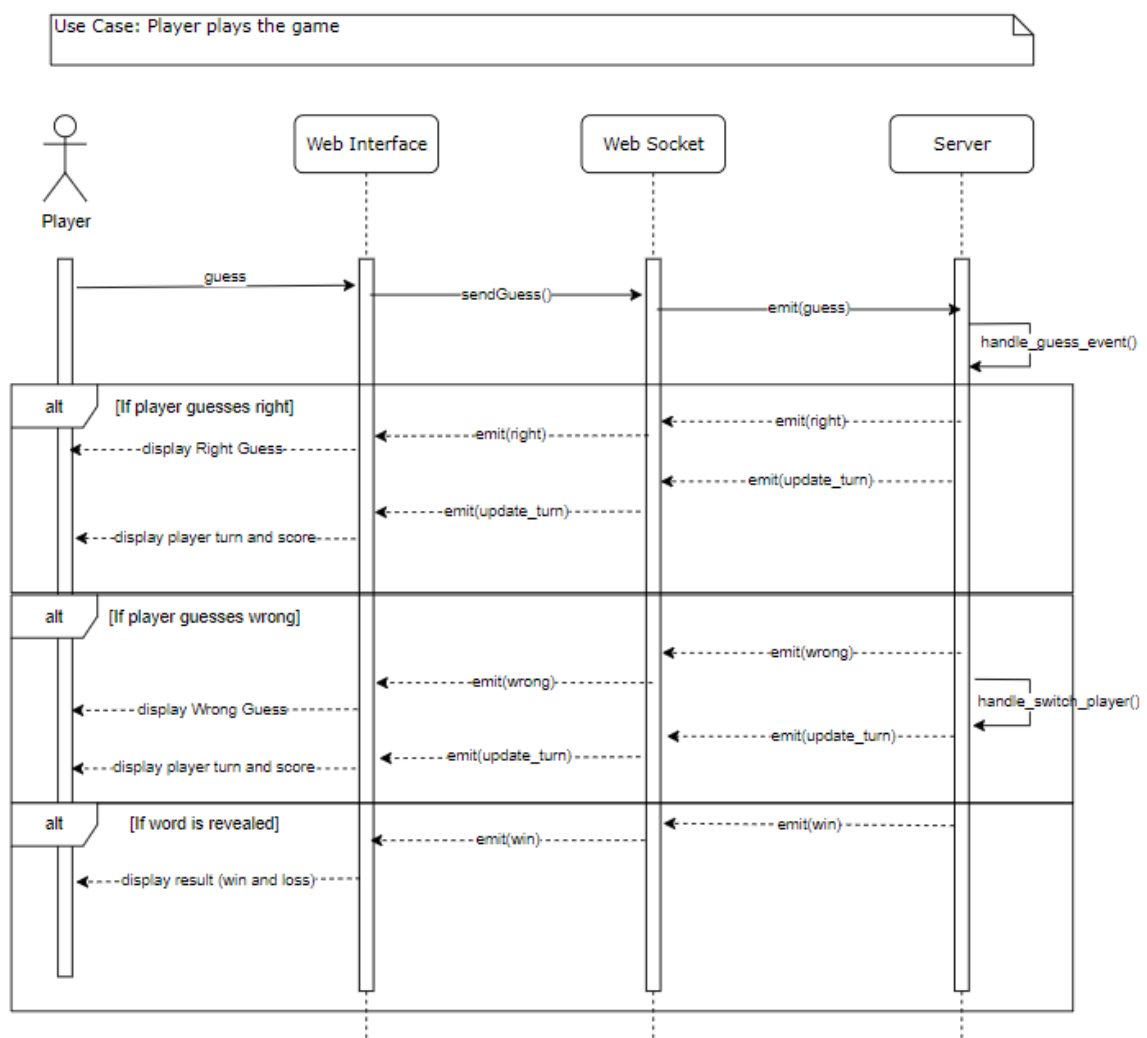 Use Case: Player plays the game
Web Interface
Web Socket
Server
Player
guess
sendGuess()
emit(guess)
handle_guess_event()
alt
[If player guesses right]
emit(right)
emit(right)
display Right Guess
emit(update_turn)
emit(update_turn)
display player turn and score
alt
[If player guesses wrong]
emit(wrong)
emit(wrong)
handle_switch_player()
display Wrong Guess
emit(update_turn)
emit(update_turn)
display player turn and score
alt
[If word is revealed]
emit(win)
emit(win)
display result (win and loss)